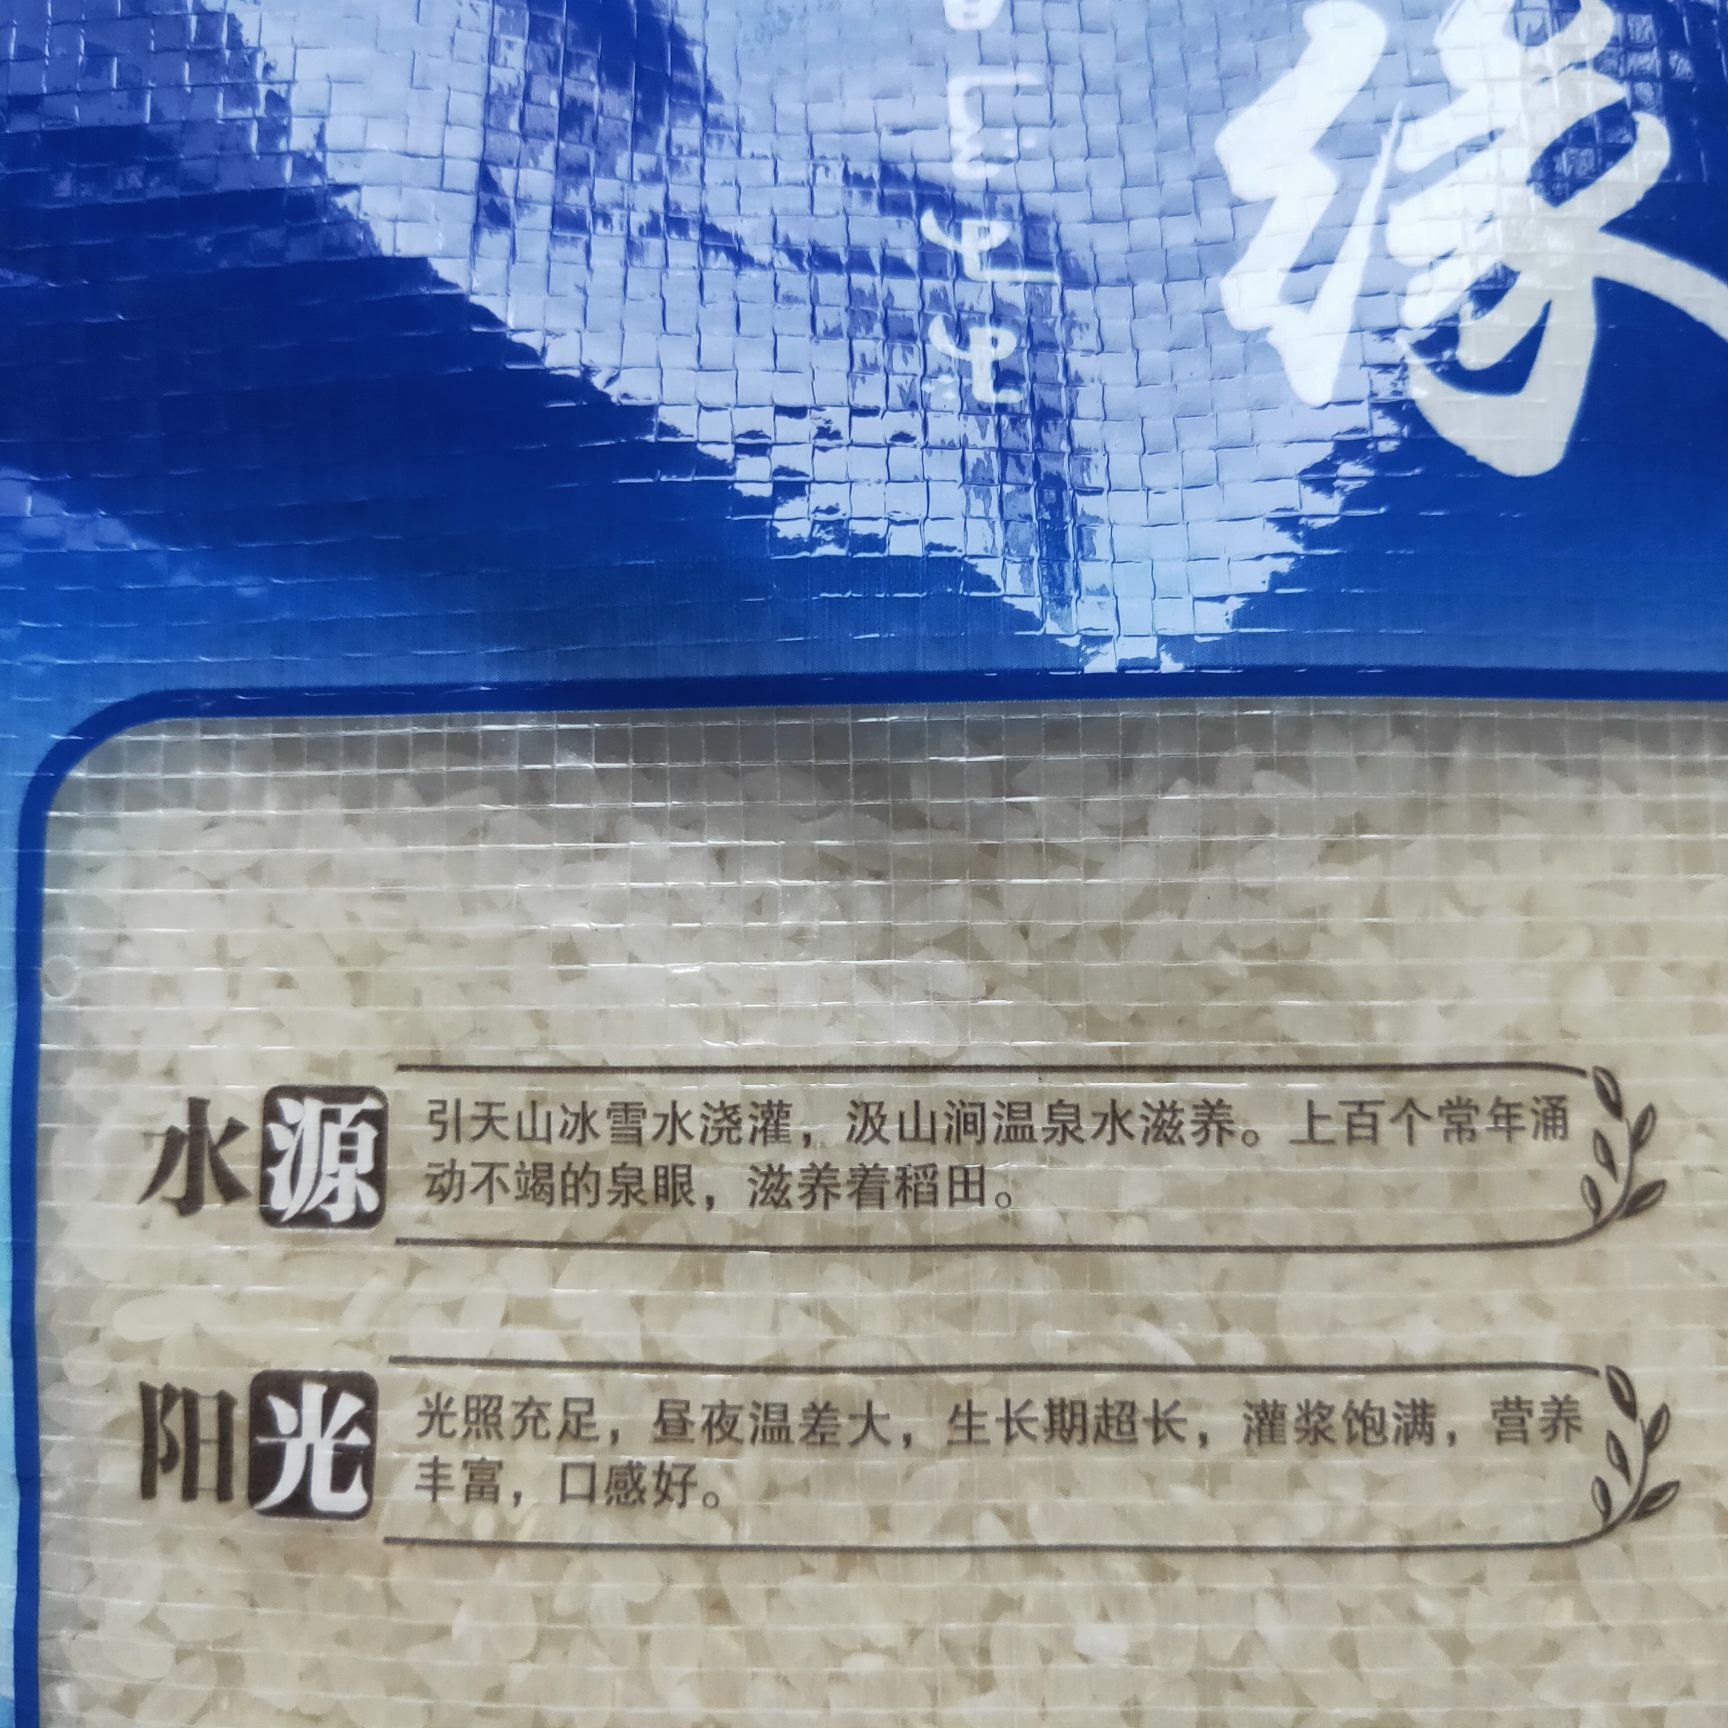 缘
水源
引天山冰雪水浇灌，汲山涧温泉水滋养。上百个常年涌
动不竭的泉眼，滋养着稻田。
阳光
光照充足，昼夜温差大，生长期超长，灌浆饱满，营养
丰富，口感好。